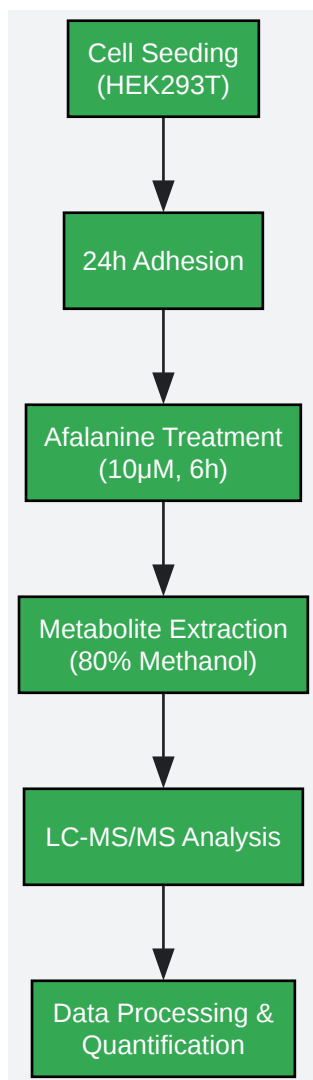 Cell Seeding
(HEK293T)
24h Adhesion
Afalanine Treatment
(10μM, 6h)
Metabolite Extraction
(80% Methanol)
LC-MS/MS Analysis
Data Processing &
Quantification